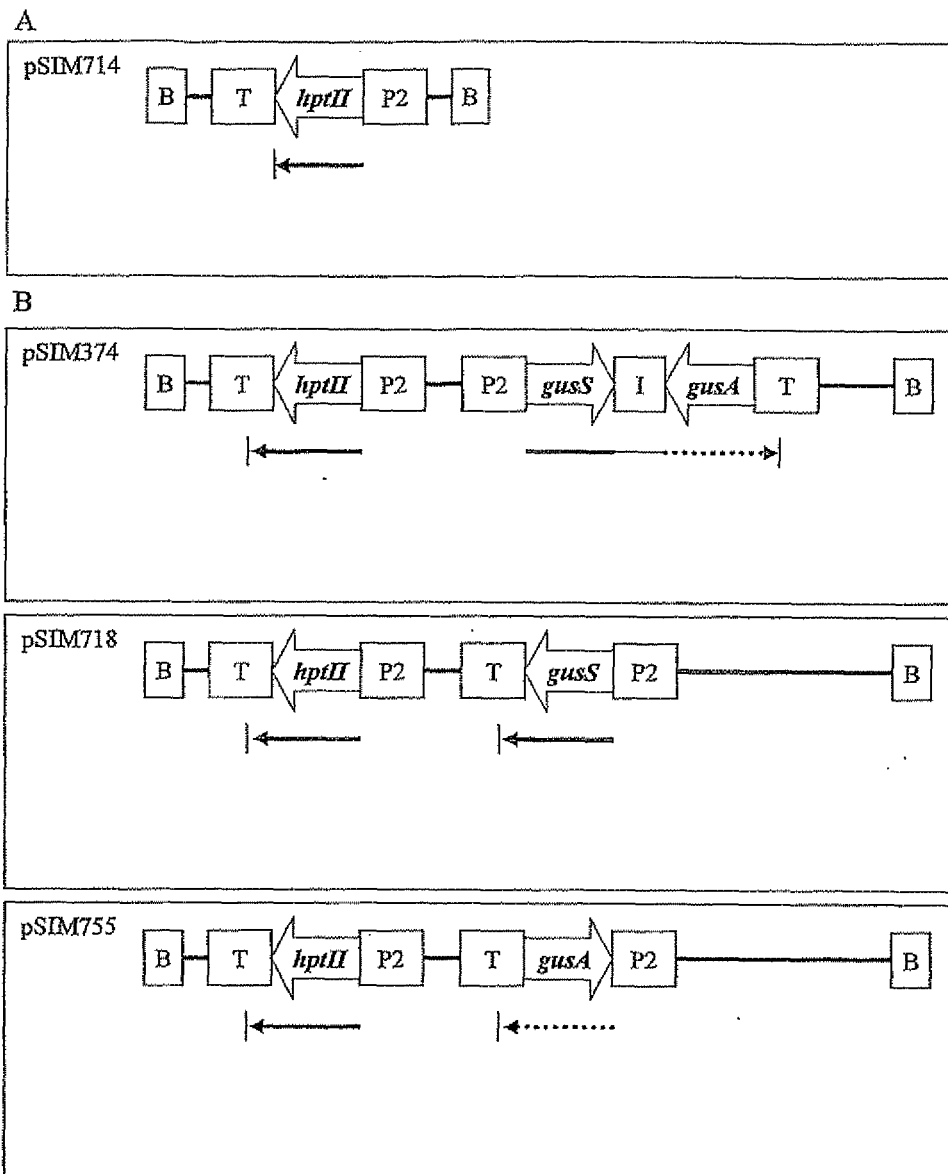 A
pSIM714
B T hptII P2 B
B
pSIM374
B T hptII P2 P2 gusS I gusA T B
pSIM718
B T hptII P2 T gusS P2 B
pSIM755
B T hptII P2 T gusA P2 B